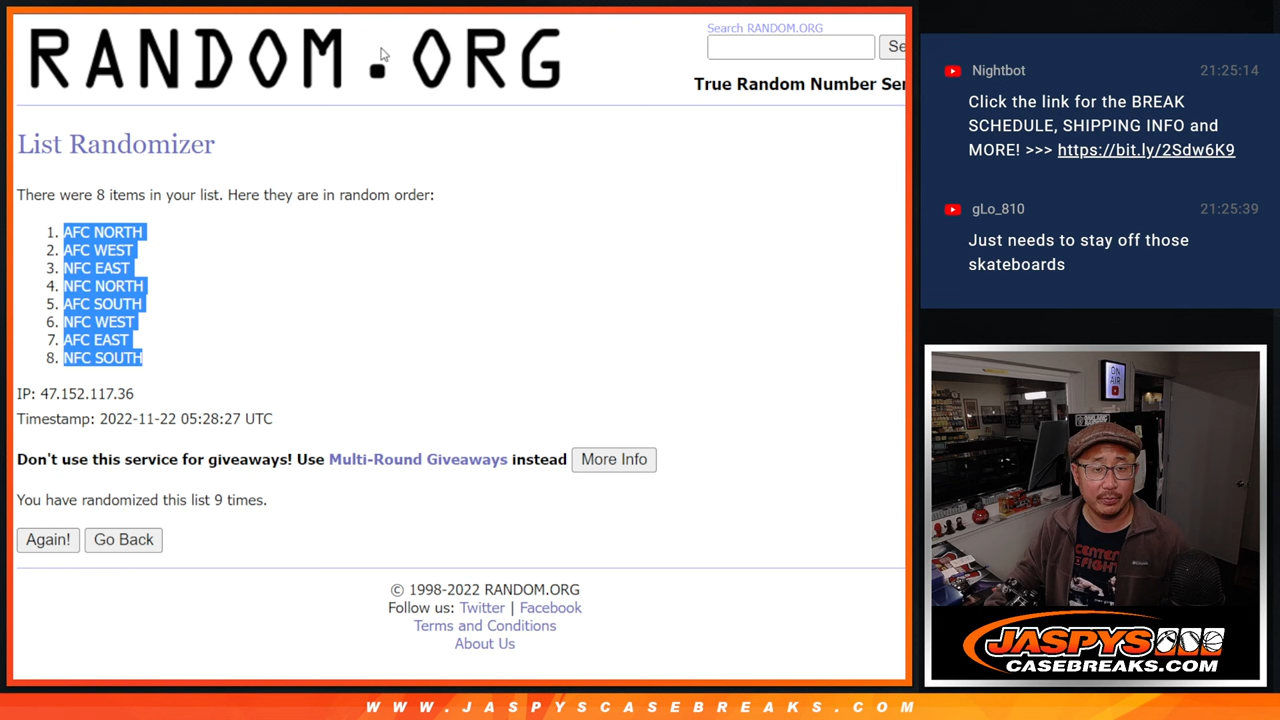 RANDOM.ORG
Search RANDOM.ORG
Se
True Random Number Ser
List Randomizer
There were 8 items in your list. Here they are in random order:
1. AFC NORTH
2. AFC WEST
3. NFC EAST
4. NFC NORTH
5. AFC SOUTH
6. NFC WEST
7. AFC EAST
8. NFC SOUTH
IP: 47.152.117.36
Timestamp: 2022-11-22 05:28:27 UTC
Don't use this service for giveaways! Use Multi-Round Giveaways instead More Info
You have randomized this list 9 times.
Again! Go Back
© 1998-2022 RANDOM.ORG
Follow us: Twitter | Facebook
Terms and Conditions
About Us
Nightbot 21:25:14
Click the link for the BREAK
SCHEDULE, SHIPPING INFO and
MORE! >>> https://bit.ly/2Sdw6K9
gLo_810 21:25:39
Just needs to stay off those
skateboards
ON
AIR
CENTER
FIGHT
JASPYS
CASEBREAKS.COM
WWW.JASPYSCASEBREAKS.COM